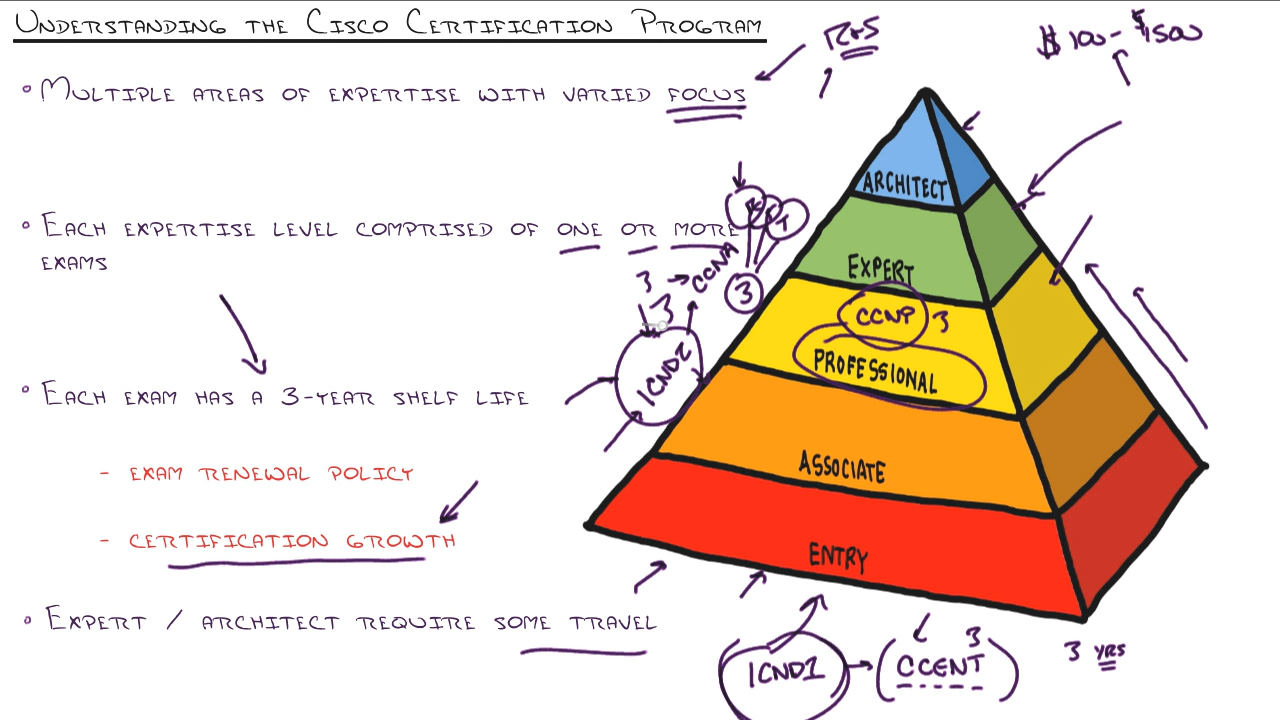 Understanding the Cisco Certification Program
R+S
$100 - $1500
• Multiple areas of expertise with varied focus
ARCHITECT
• Each expertise level comprised of one or more
exams
EXPERT
3 → CCNA
3
3
CCNP 3
PROFESSIONAL
ICND2
• Each exam has a 3-year shelf life
ASSOCIATE
- Exam renewal policy
- Certification growth
ENTRY
• Expert / Architect require some travel
3
3 YRS
ICND1 → (CCENT)